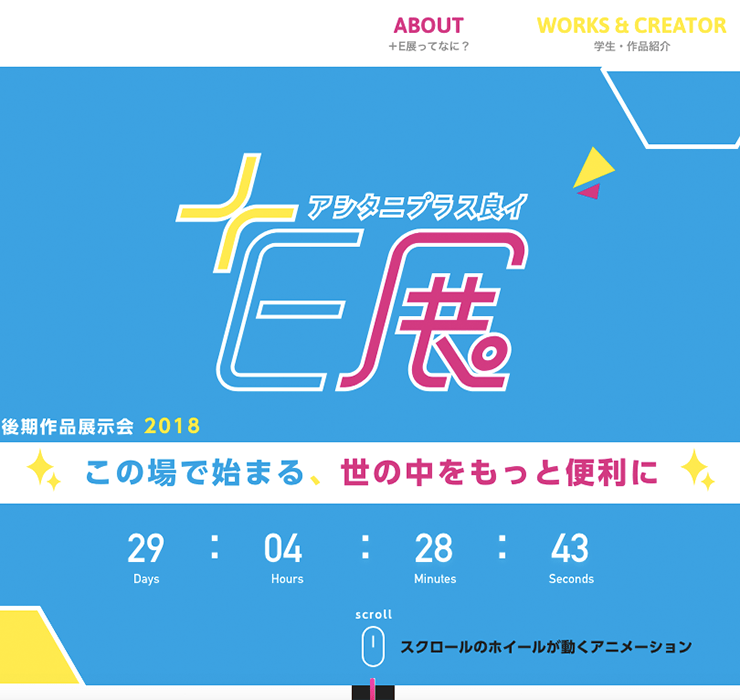 ABOUT
+E展ってなに？
WORKS & CREATOR
学生・作品紹介
アシタニプラス良イ
+E展。
後期作品展示会 2018
この場で始まる、世の中をもっと便利に
29 : 04 : 28 : 43
Days Hours Minutes Seconds
scroll
スクロールのホイールが動くアニメーション